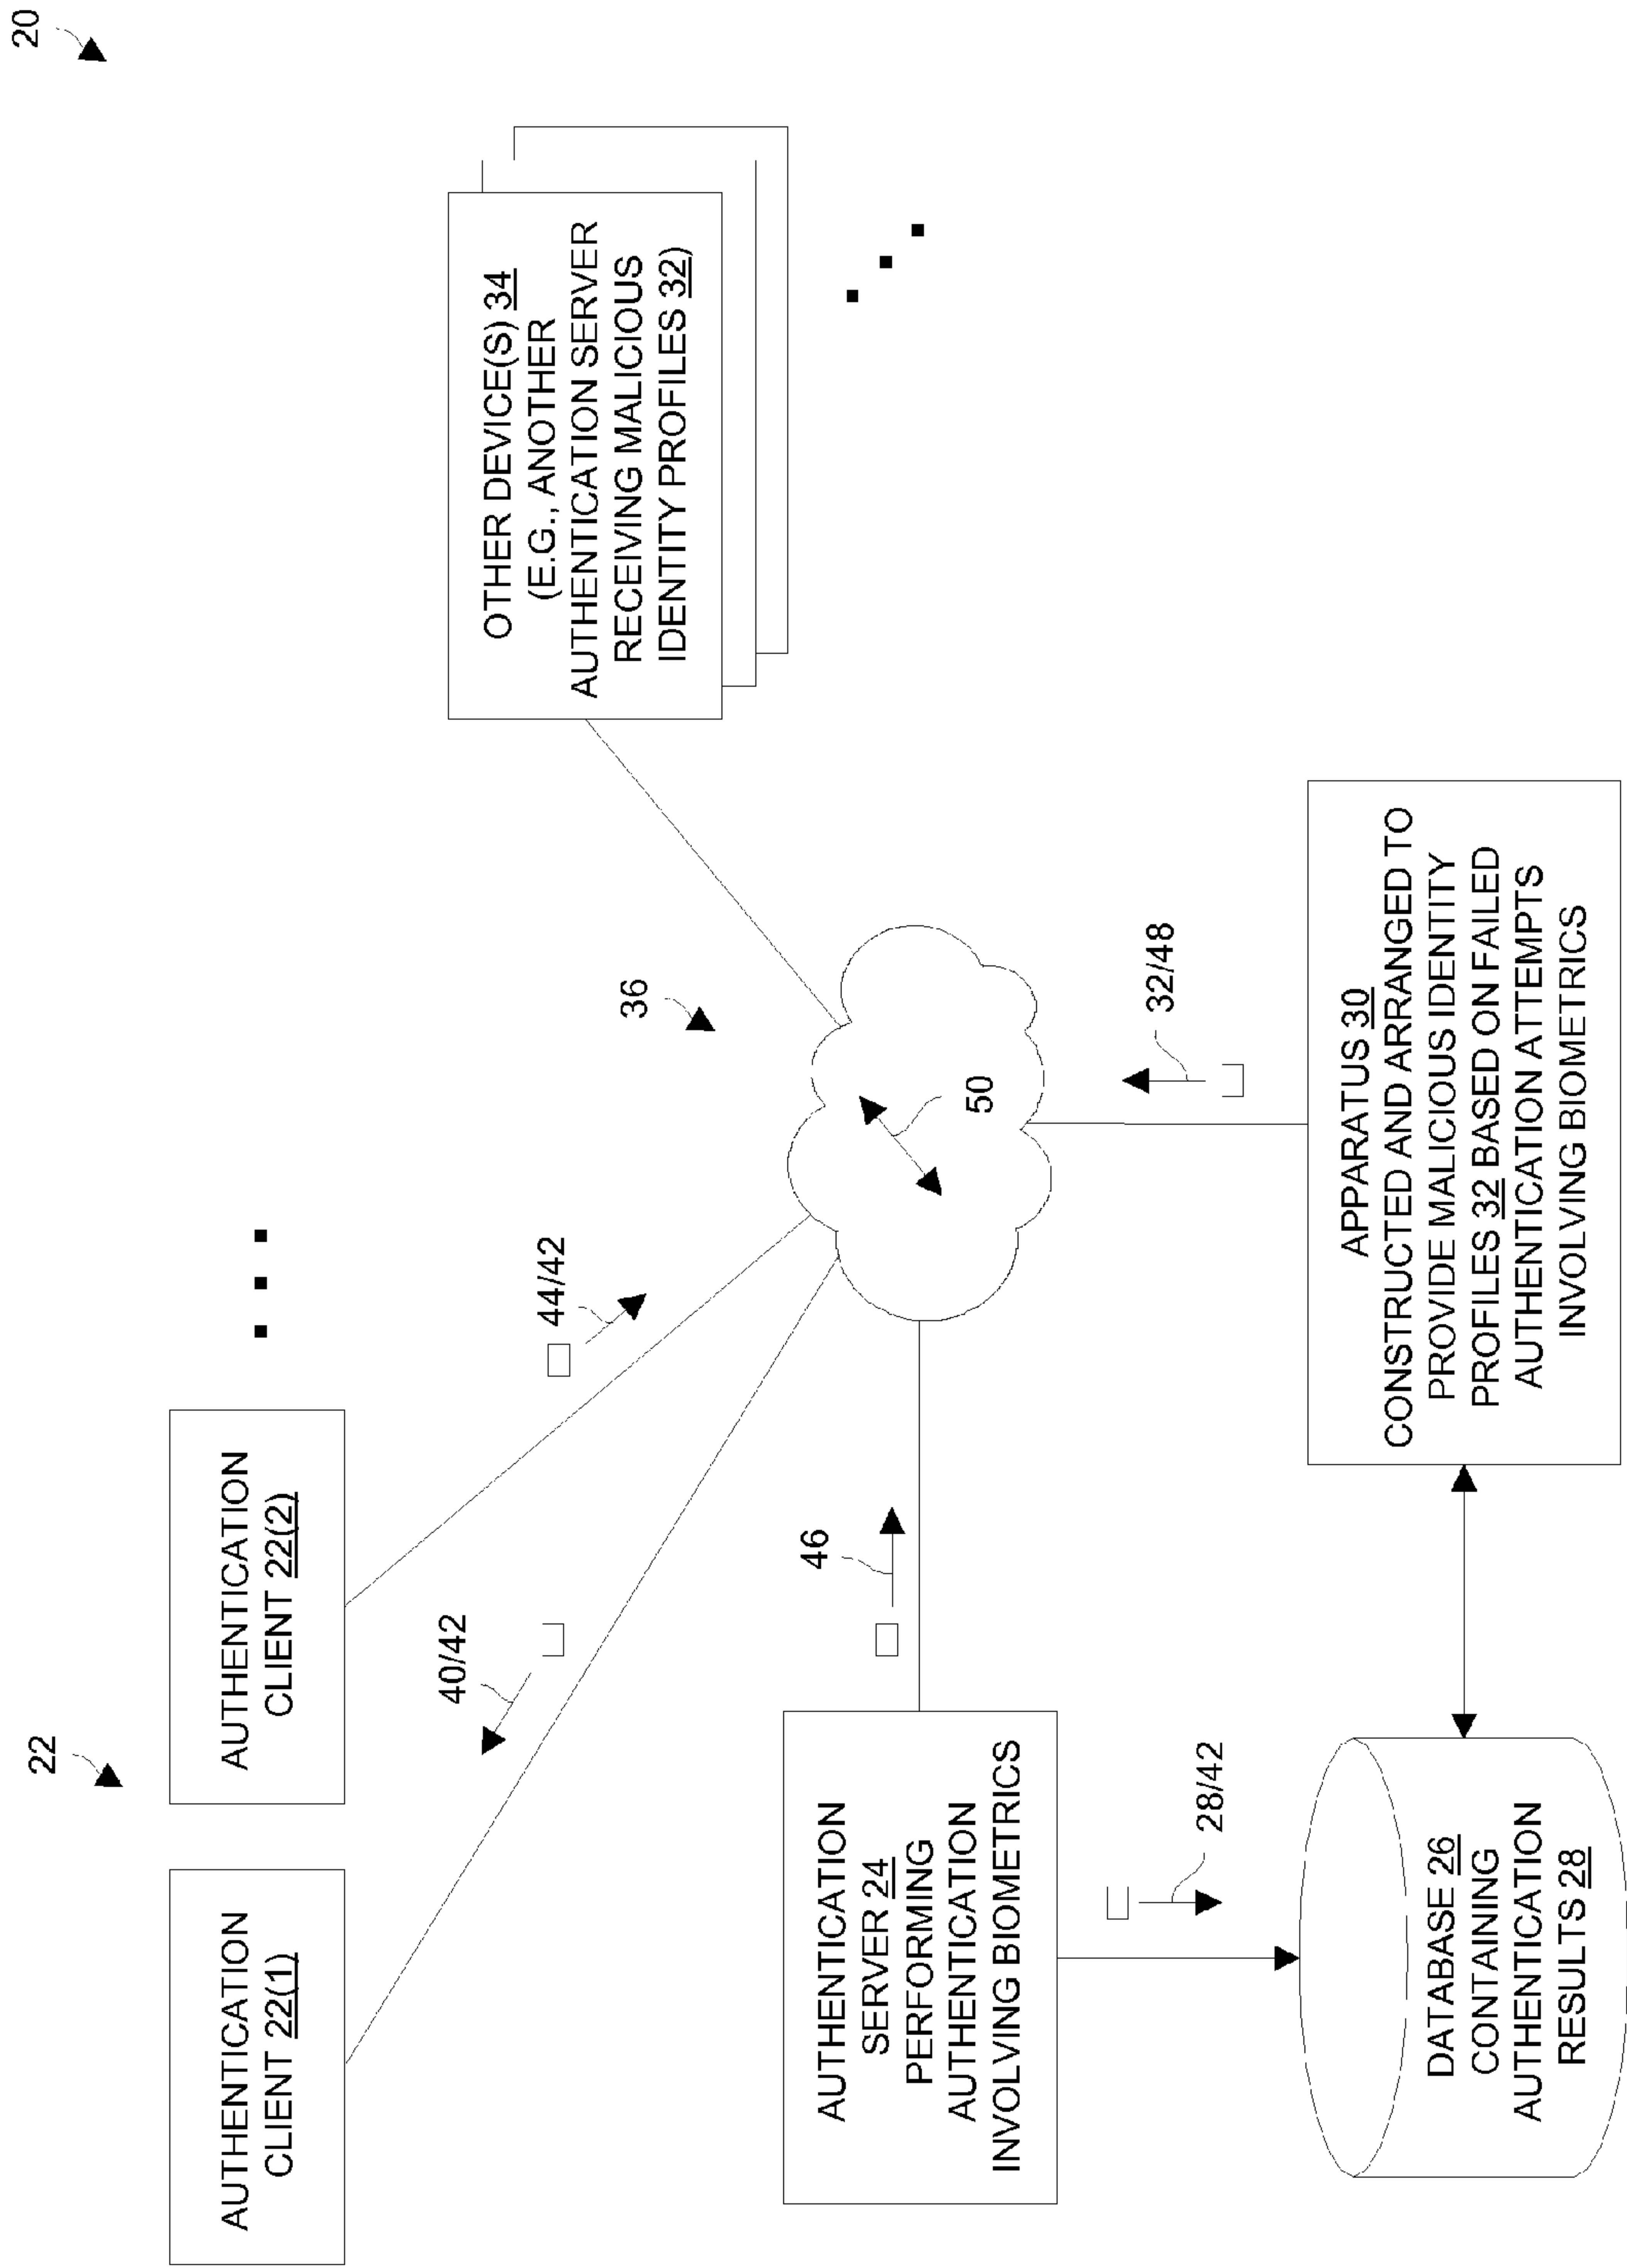 20
22
AUTHENTICATION
CLIENT 22(1)
AUTHENTICATION
CLIENT 22(2)
40/42
44/42
36
OTHER DEVICE(S) 34
(E.G., ANOTHER
AUTHENTICATION SERVER
RECEIVING MALICIOUS
IDENTITY PROFILES 32)
AUTHENTICATION
SERVER 24
PERFORMING
AUTHENTICATION
INVOLVING BIOMETRICS
46
50
28/42
32/48
DATABASE 26
CONTAINING
AUTHENTICATION
RESULTS 28
APPARATUS 30
CONSTRUCTED AND ARRANGED TO
PROVIDE MALICIOUS IDENTITY
PROFILES 32 BASED ON FAILED
AUTHENTICATION ATTEMPTS
INVOLVING BIOMETRICS